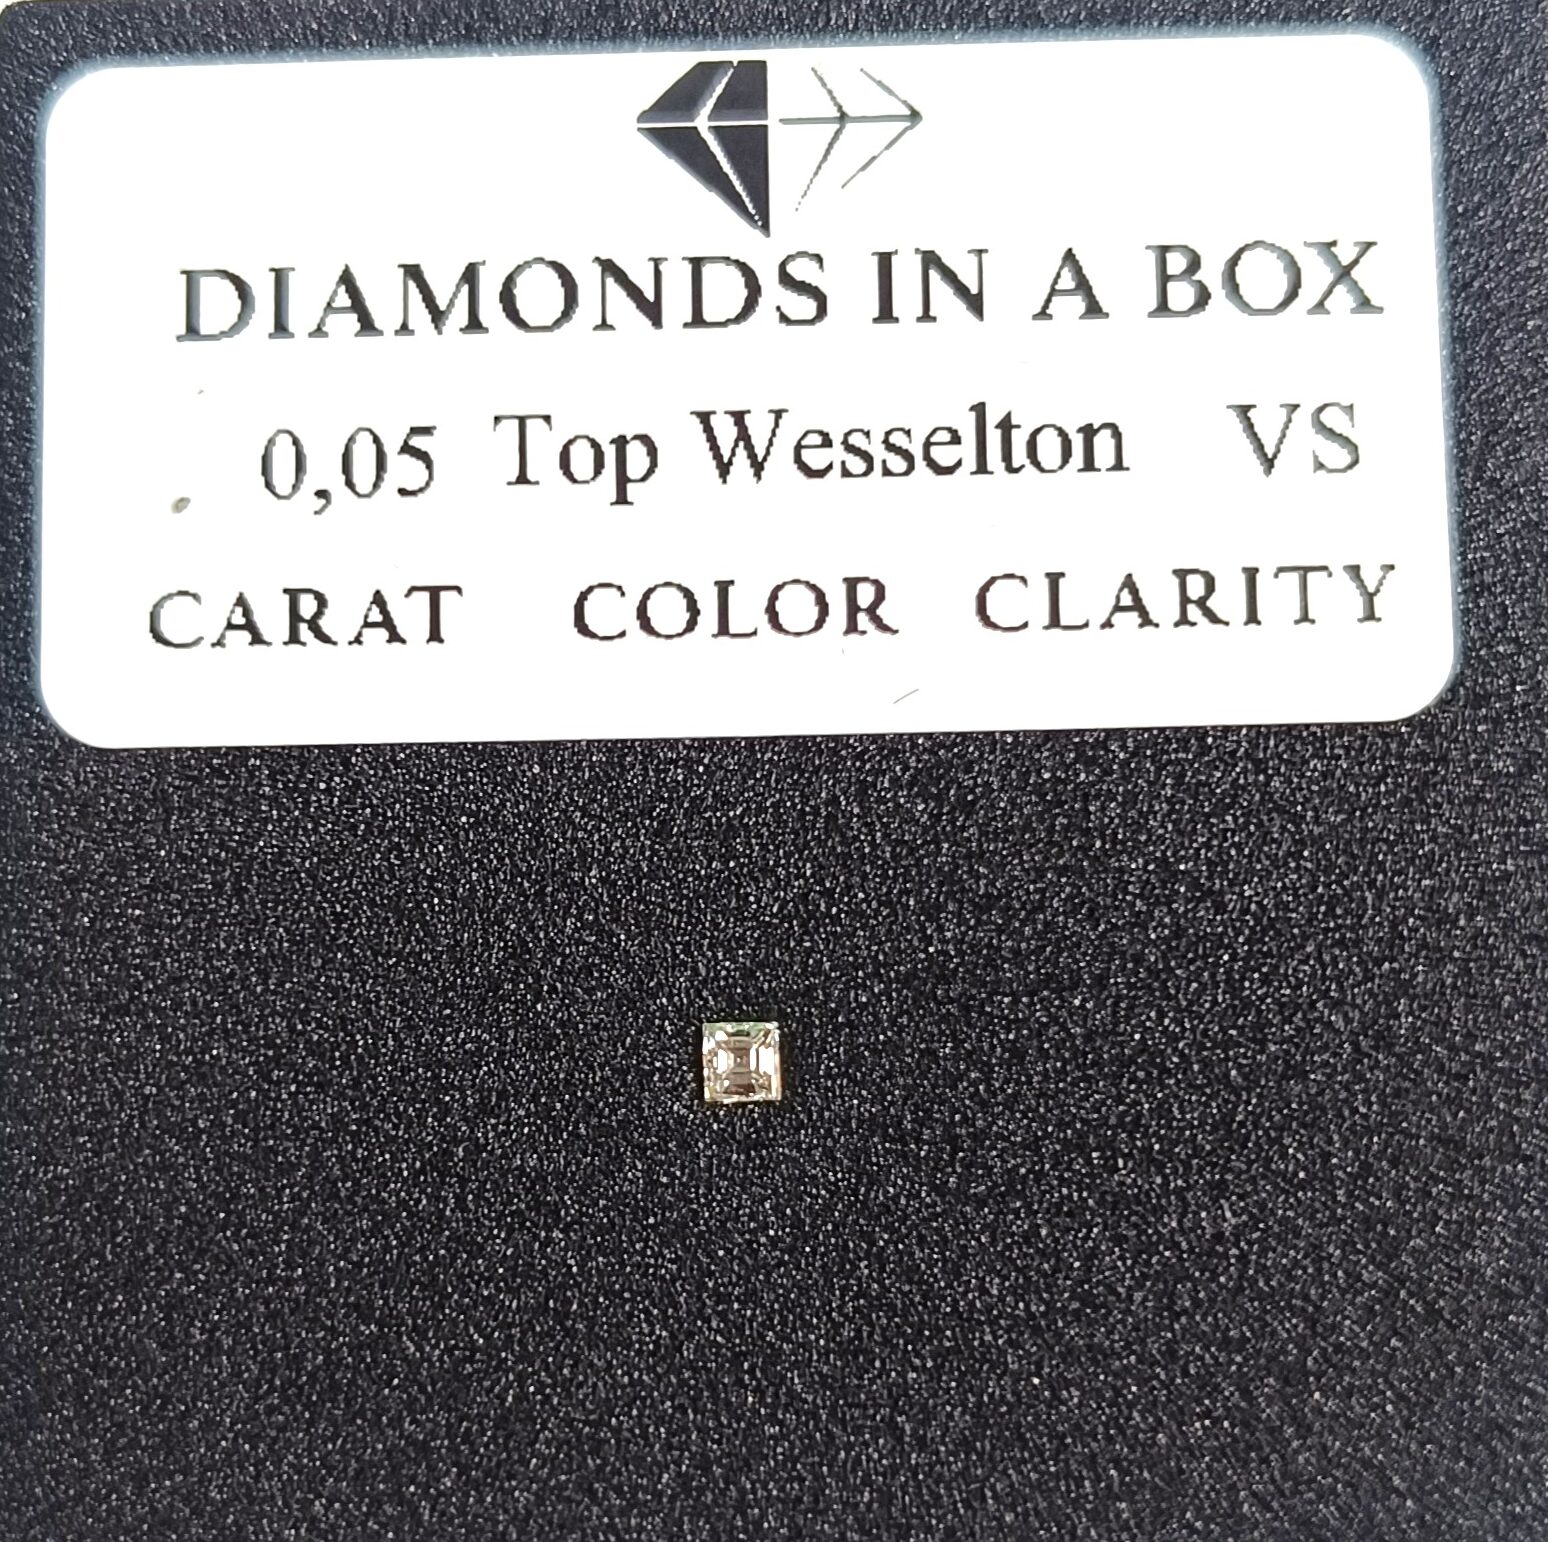 DIAMONDS IN A BOX
0,05 Top Wesselton VS
CARAT COLOR CLARITY